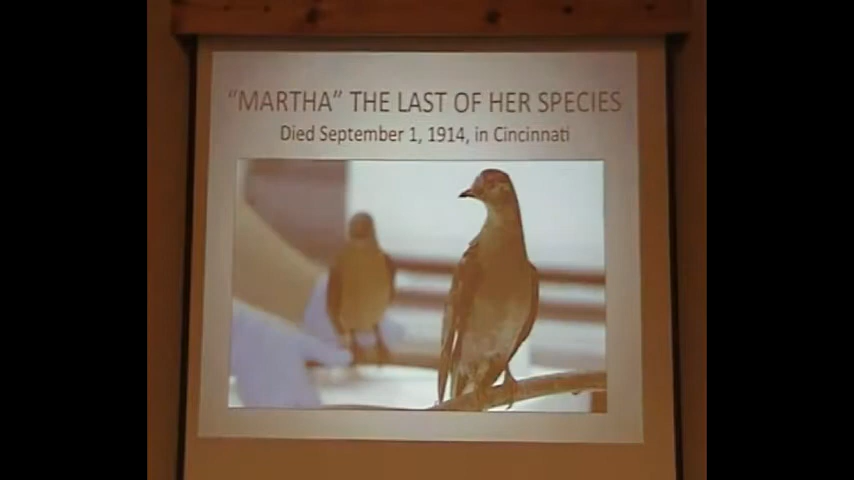 “MARTHA” THE LAST OF HER SPECIES
Died September 1, 1914, in Cincinnati